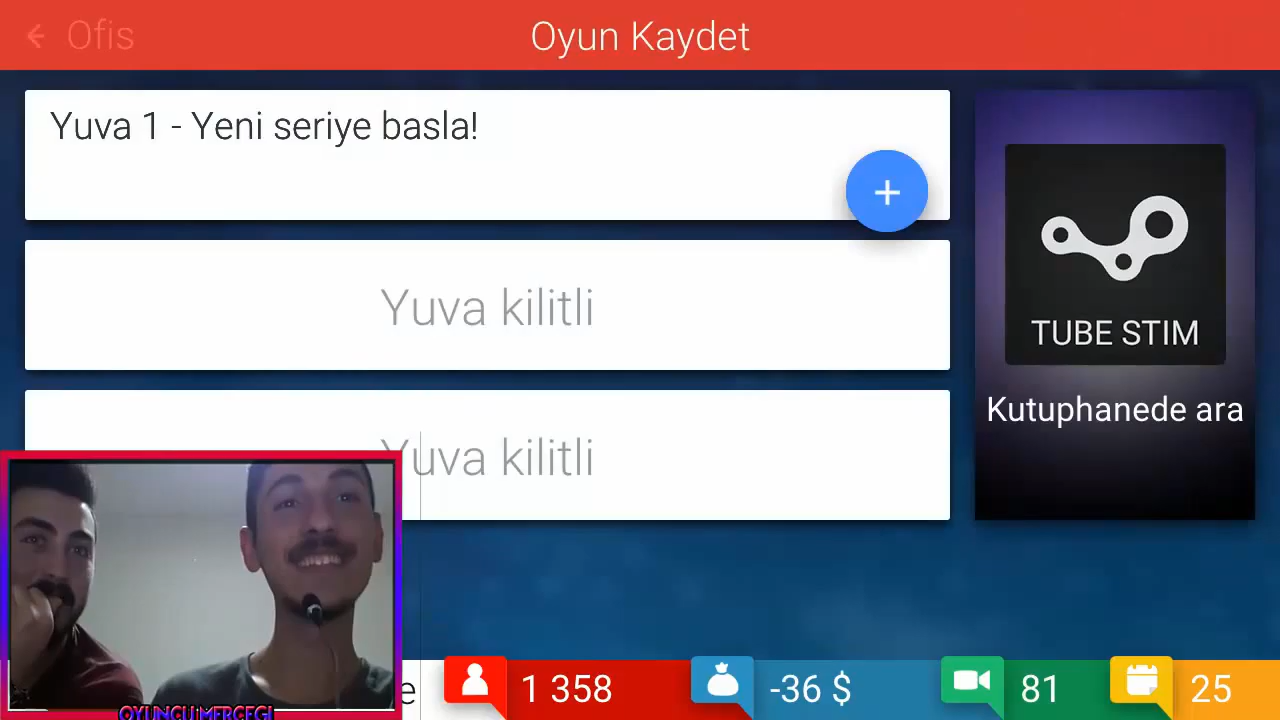 Ofis
Oyun Kaydet
Yuva 1 - Yeni seriye basla!
Yuva kilitli
TUBE STIM
Kutuphanede ara
Yuva kilitli
OYUNCU MERCEGI
e
1 358
-36 $
81
25